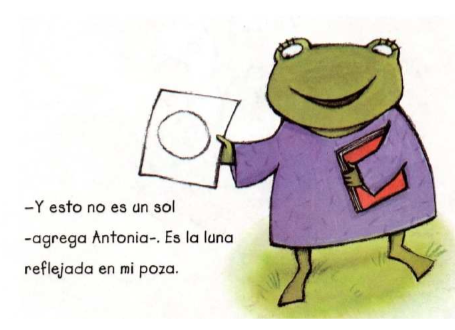 –Y esto no es un sol
–agrega Antonia–. Es la luna
reflejada en mi poza.